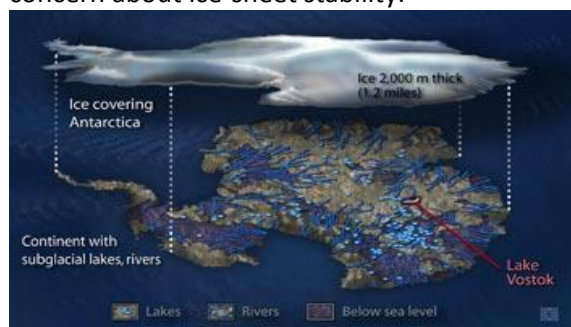 concern about ice-sheet stability.
Ice 2,000 m thick
(1.2 miles)
Ice covering
Antarctica
Continent with
subglacial lakes, rivers
Lake
Vostok
Lakes Rivers Below sea level